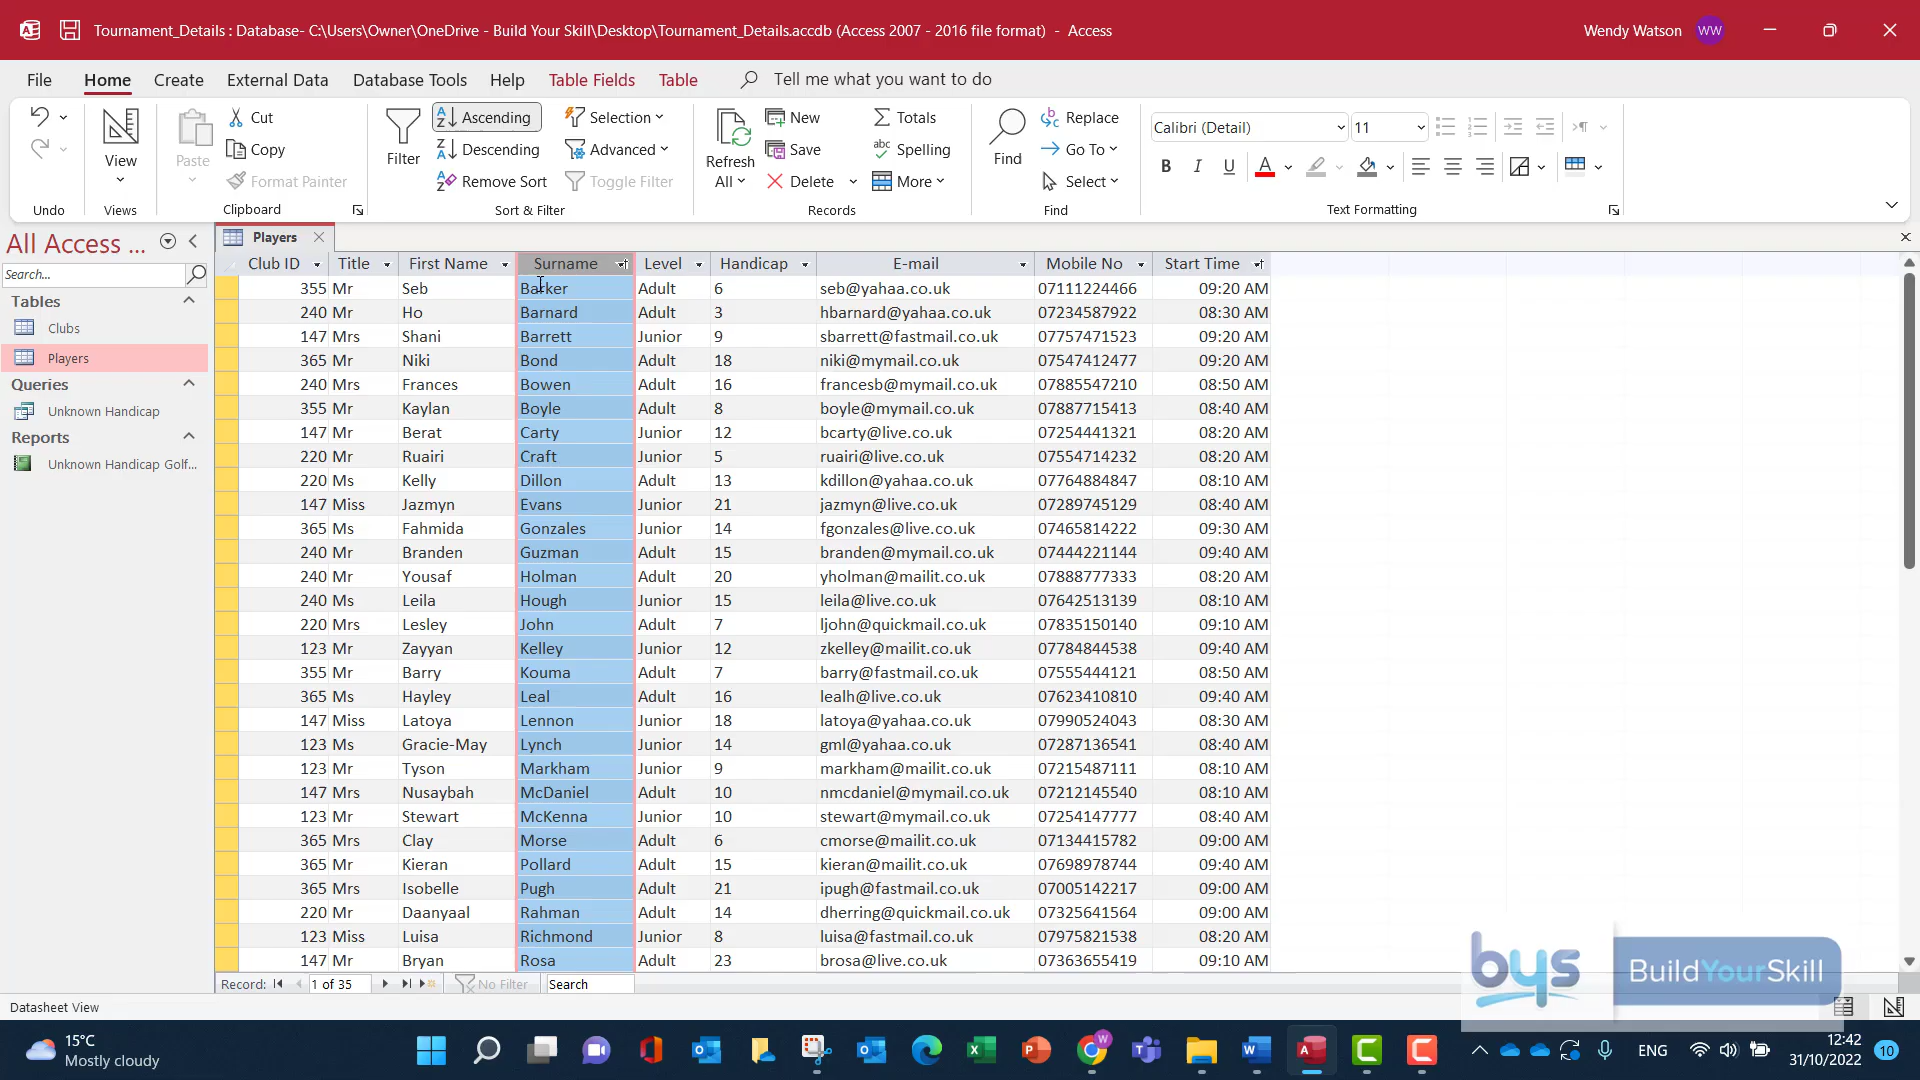 Tournament_Details : Database- C:\Users\Owner\OneDrive - Build Your Skill\Desktop\Tournament_Details.accdb (Access 2007 - 2016 file format) - Access
Wendy Watson WW
File Home Create External Data Database Tools Help Table Fields Table Tell me what you want to do
Undo
View
Views
Paste
Cut
Copy
Format Painter
Clipboard
Filter
Ascending
Descending
Remove Sort
Selection
Advanced
Toggle Filter
Sort & Filter
Refresh All
New
Save
Delete
Totals
Spelling
More
Records
Find
Replace
Go To
Select
Find
Calibri (Detail) 11
B I U A
Text Formatting
All Access ...
Search...
Tables
Clubs
Players
Queries
Unknown Handicap
Reports
Unknown Handicap Golf...
Players
Club ID Title First Name Surname Level Handicap E-mail Mobile No Start Time
355 Mr Seb Barker Adult 6 seb@yahaa.co.uk 07111224466 09:20 AM
240 Mr Ho Barnard Adult 3 hbarnard@yahaa.co.uk 07234587922 08:30 AM
147 Mrs Shani Barrett Junior 9 sbarrett@fastmail.co.uk 07757471523 09:20 AM
365 Mr Niki Bond Adult 18 niki@mymail.co.uk 07547412477 09:20 AM
240 Mrs Frances Bowen Adult 16 francesb@mymail.co.uk 07885547210 08:50 AM
355 Mr Kaylan Boyle Adult 8 boyle@mymail.co.uk 07887715413 08:40 AM
147 Mr Berat Carty Junior 12 bcarty@live.co.uk 07254441321 08:20 AM
220 Mr Ruairi Craft Junior 5 ruairi@live.co.uk 07554714232 08:20 AM
220 Ms Kelly Dillon Adult 13 kdillon@yahaa.co.uk 07764884847 08:10 AM
147 Miss Jazmyn Evans Junior 21 jazmyn@live.co.uk 07289745129 08:40 AM
365 Ms Fahmida Gonzales Junior 14 fgonzales@live.co.uk 07465814222 09:30 AM
240 Mr Branden Guzman Adult 15 branden@mymail.co.uk 07444221144 09:40 AM
240 Mr Yousaf Holman Adult 20 yholman@mailit.co.uk 07888777333 08:20 AM
240 Ms Leila Hough Junior 15 leila@live.co.uk 07642513139 08:10 AM
220 Mrs Lesley John Adult 7 ljohn@quickmail.co.uk 07835150140 09:10 AM
123 Mr Zayyan Kelley Junior 12 zkelley@mailit.co.uk 07784844538 09:40 AM
355 Mr Barry Kouma Adult 7 barry@fastmail.co.uk 07555444121 08:50 AM
365 Ms Hayley Leal Adult 16 lealh@live.co.uk 07623410810 09:40 AM
147 Miss Latoya Lennon Junior 18 latoya@yahaa.co.uk 07990524043 08:30 AM
123 Ms Gracie-May Lynch Junior 14 gml@yahaa.co.uk 07287136541 08:40 AM
123 Mr Tyson Markham Junior 9 markham@mailit.co.uk 07215487111 08:10 AM
147 Mrs Nusaybah McDaniel Adult 10 nmcdaniel@mymail.co.uk 07212145540 08:10 AM
123 Mr Stewart McKenna Junior 10 stewart@mymail.co.uk 07254147777 08:40 AM
365 Mrs Clay Morse Adult 6 cmorse@mailit.co.uk 07134415782 09:00 AM
365 Mr Kieran Pollard Adult 15 kieran@mailit.co.uk 07698978744 09:40 AM
365 Mrs Isobelle Pugh Adult 21 ipugh@fastmail.co.uk 07005142217 09:00 AM
220 Mr Daanyaal Rahman Adult 14 dherring@quickmail.co.uk 07325641564 09:00 AM
123 Miss Luisa Richmond Junior 8 luisa@fastmail.co.uk 07975821538 08:20 AM
147 Mr Bryan Rosa Adult 23 brosa@live.co.uk 07363655419 09:10 AM
Record: 1 of 35 No Filter Search
bys BuildYourSkill
Datasheet View
15°C
Mostly cloudy
ENG
12:42
31/10/2022
10